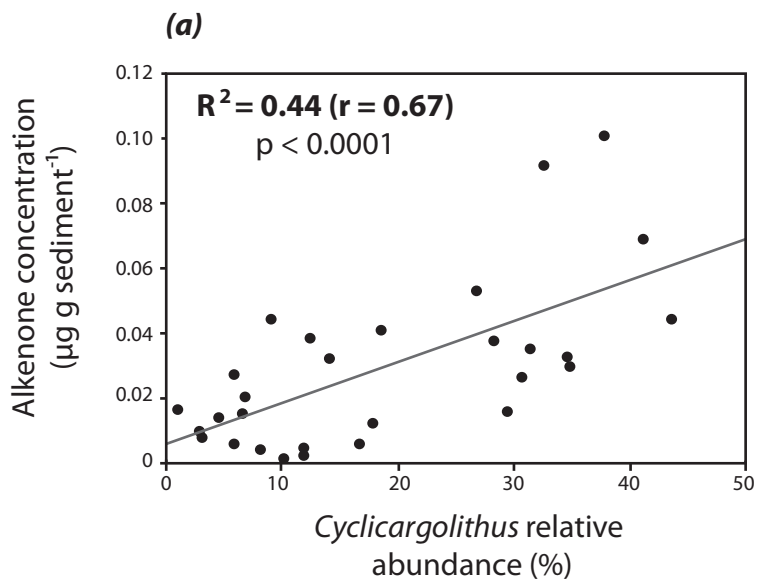 (a)
R² = 0.44 (r = 0.67)
p < 0.0001
Alkenone concentration
(µg g sediment⁻¹)
0.12
0.10
0.08
0.06
0.04
0.02
0
0 10 20 30 40 50
Cyclicargolithus relative
abundance (%)